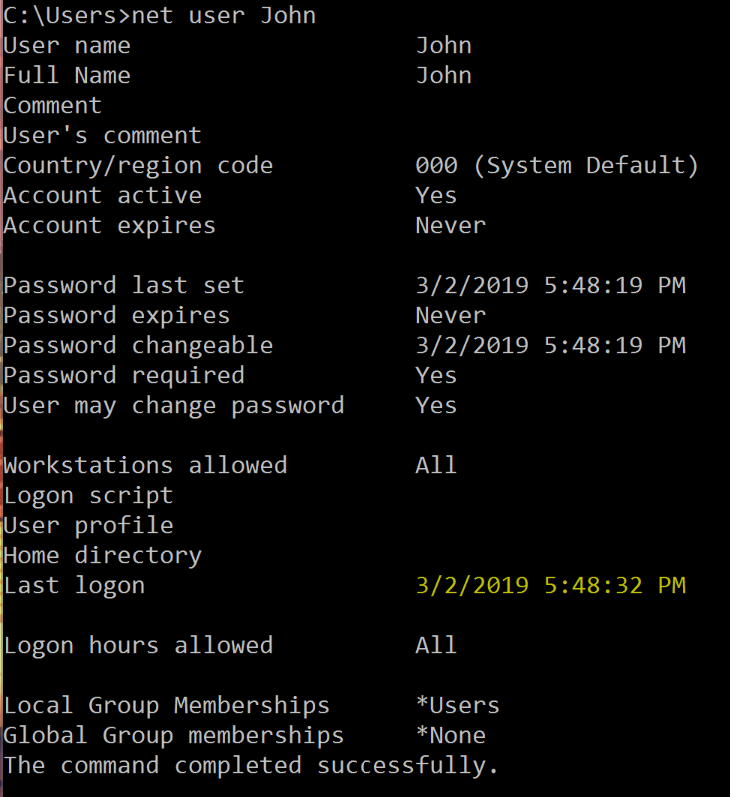 C:\Users>net user John
User name                    John
Full Name                    John
Comment
User's comment
Country/region code          000 (System Default)
Account active               Yes
Account expires              Never

Password last set            3/2/2019 5:48:19 PM
Password expires             Never
Password changeable          3/2/2019 5:48:19 PM
Password required            Yes
User may change password     Yes

Workstations allowed         All
Logon script
User profile
Home directory
Last logon                   3/2/2019 5:48:32 PM

Logon hours allowed          All

Local Group Memberships      *Users
Global Group memberships     *None
The command completed successfully.